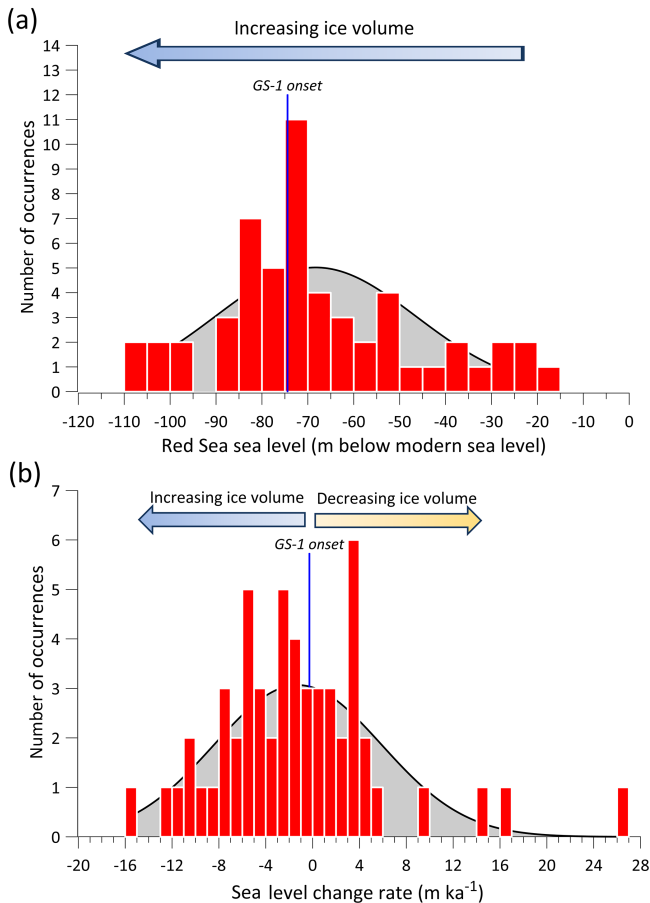 (a)
Increasing ice volume
GS-1 onset
14
13
12
11
10
9
8
7
6
5
4
3
2
1
0
Number of occurrences
-120 -110 -100 -90 -80 -70 -60 -50 -40 -30 -20 -10 0
Red Sea sea level (m below modern sea level)
(b)
Increasing ice volume Decreasing ice volume
GS-1 onset
7
6
5
4
3
2
1
0
Number of occurrences
-20 -16 -12 -8 -4 0 4 8 12 16 20 24 28
Sea level change rate (m ka⁻¹)